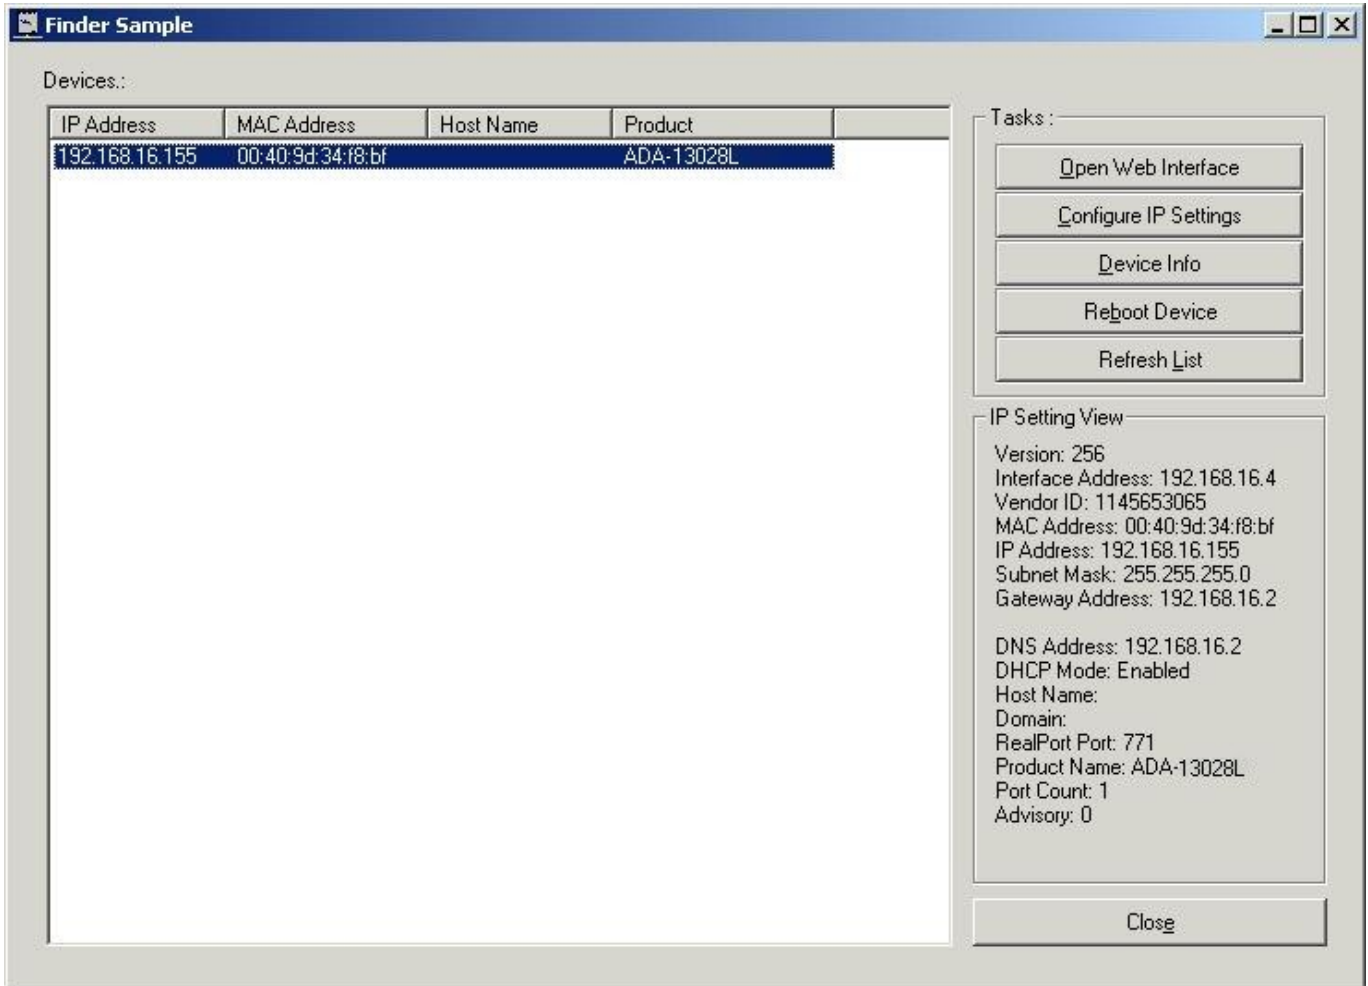 Finder Sample
Devices.:
IP Address MAC Address Host Name Product
192.168.16.155 00:40:9d:34:f8:bf ADA-13028L
Tasks :
Open Web Interface
Configure IP Settings
Device Info
Reboot Device
Refresh List
IP Setting View
Version: 256
Interface Address: 192.168.16.4
Vendor ID: 1145653065
MAC Address: 00:40:9d:34:f8:bf
IP Address: 192.168.16.155
Subnet Mask: 255.255.255.0
Gateway Address: 192.168.16.2
DNS Address: 192.168.16.2
DHCP Mode: Enabled
Host Name:
Domain:
RealPort Port: 771
Product Name: ADA-13028L
Port Count: 1
Advisory: 0
Close